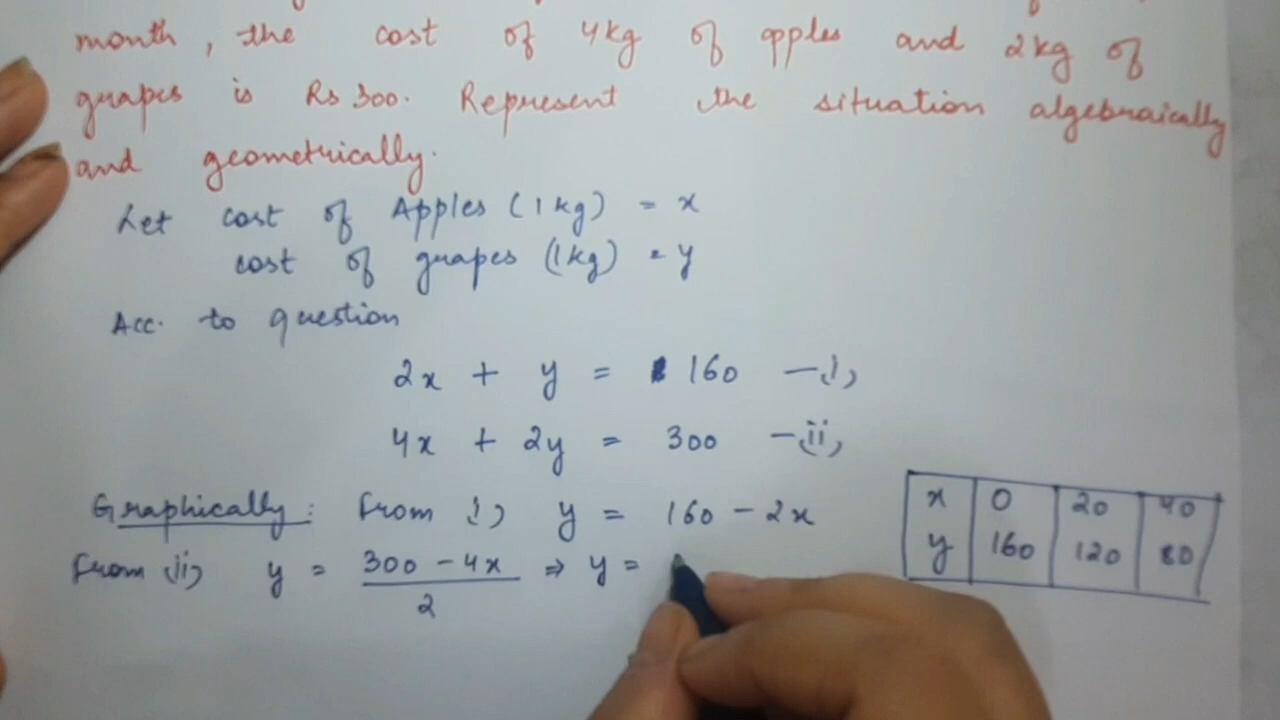 month, the cost of 4kg of apples and 2kg of
grapes is Rs 300. Represent the situation algebraically
and geometrically.
Let cost of Apples (1 kg) = x
cost of grapes (1kg) = y
Acc. to question
2x + y = 160 - i)
4x + 2y = 300 - ii)
Graphically: From i) y = 160 - 2x
From ii) y = 300 - 4x / 2 ⇒ y =
x 0 20 40
y 160 120 80